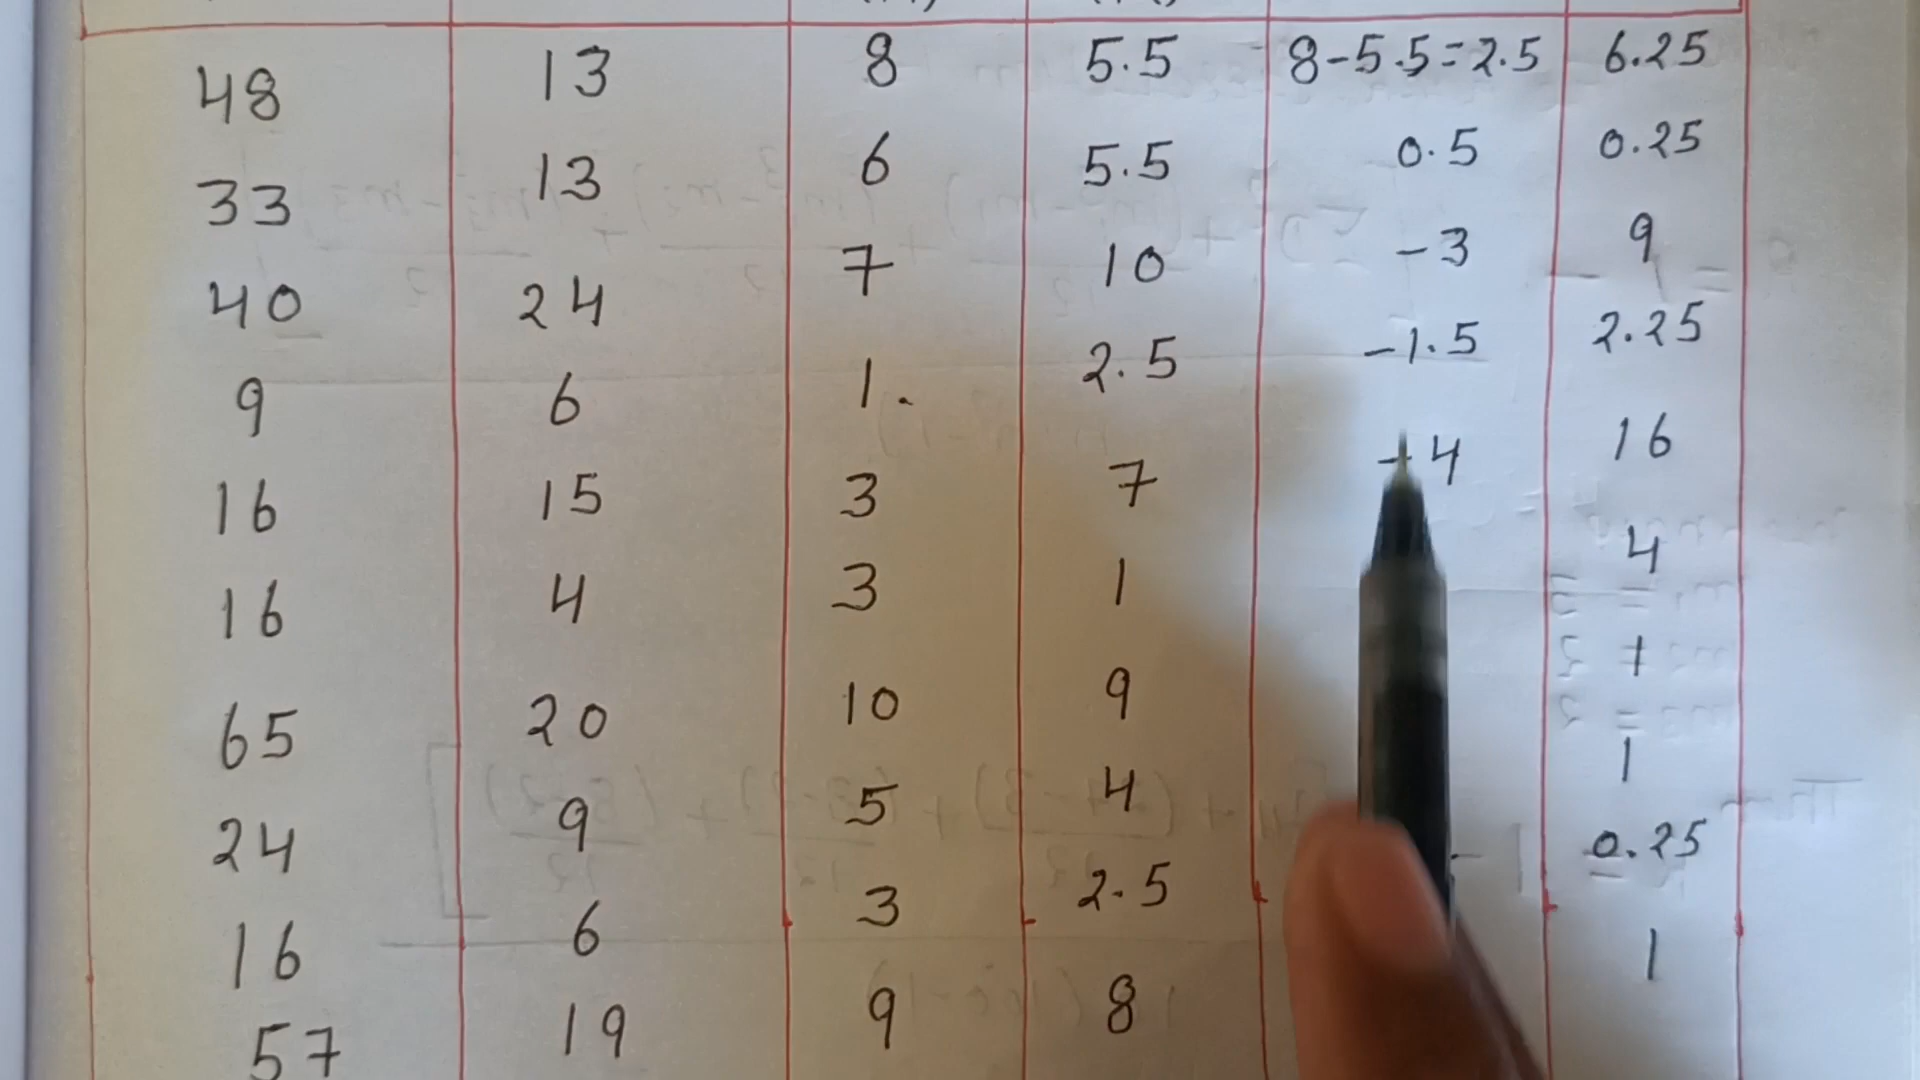 48 13 8 5.5 8-5.5=2.5 6.25
33 13 6 5.5 0.5 0.25
40 24 7 10 -3 9
9 6 1. 2.5 -1.5 2.25
16 15 3 7 -4 16
16 4 3 1 4
65 20 10 9 1
24 9 5 4 1
16 6 3 2.5 0.25
57 19 9 8 1